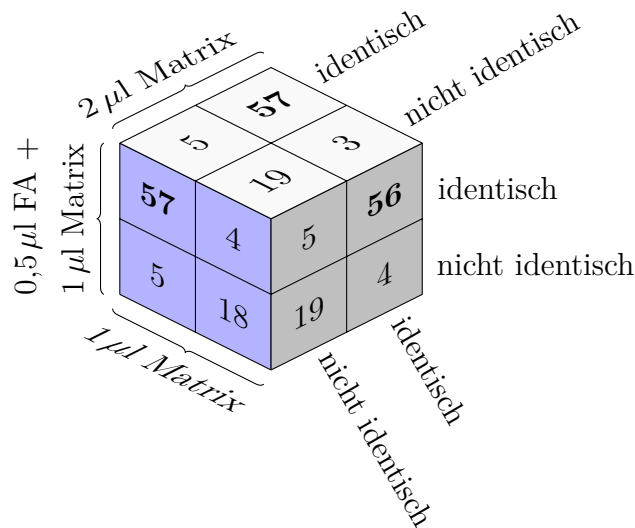 identisch
nicht identisch
2 µl Matrix
57
5
3
19
0,5 µl FA +
1 µl Matrix
57
4
5
56
identisch
5
18
19
4
nicht identisch
1 µl Matrix
identisch
nicht identisch